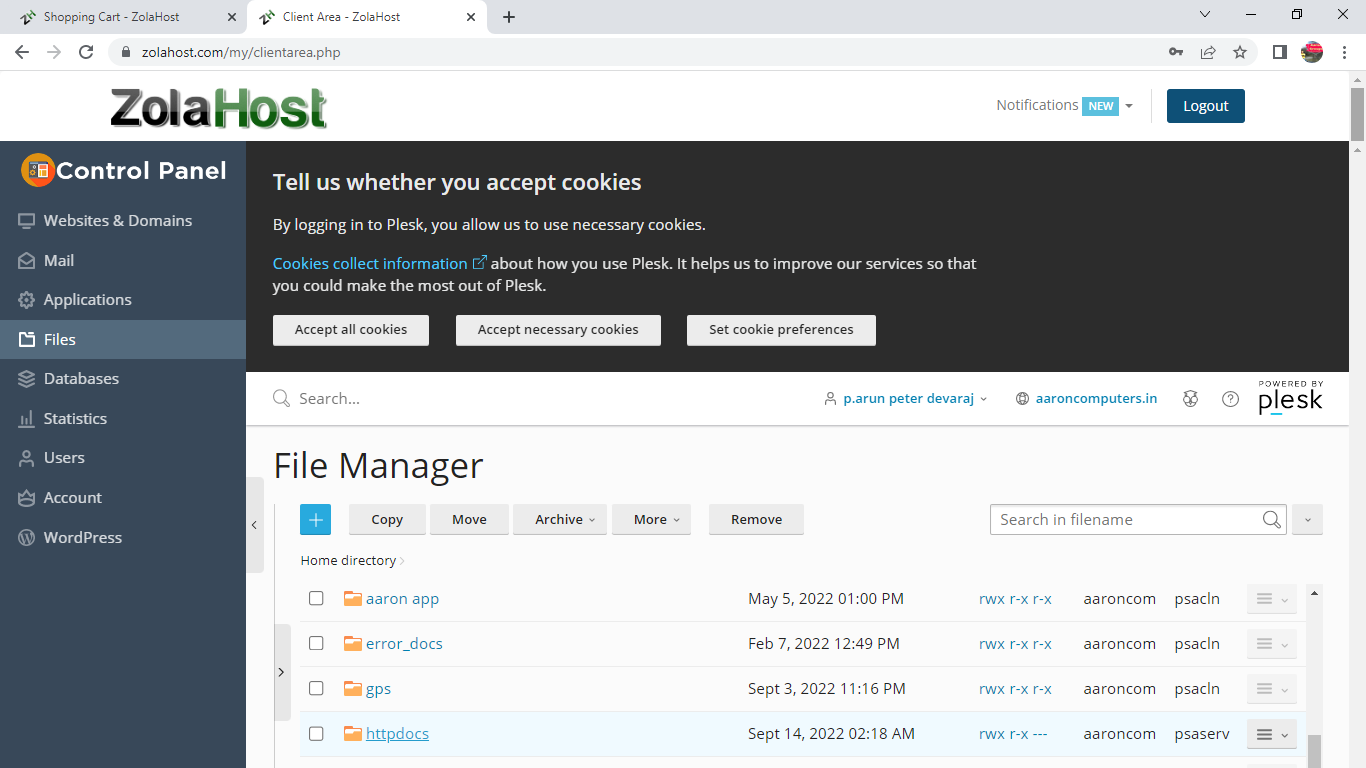 Shopping Cart - ZolaHost
Client Area - ZolaHost
zolahost.com/my/clientarea.php
ZolaHost
Notifications NEW
Logout
Control Panel
Websites & Domains
Mail
Applications
Files
Databases
Statistics
Users
Account
WordPress
Tell us whether you accept cookies
By logging in to Plesk, you allow us to use necessary cookies.
Cookies collect information about how you use Plesk. It helps us to improve our services so that
you could make the most out of Plesk.
Accept all cookies Accept necessary cookies Set cookie preferences
Search... p.arun peter devaraj aaroncomputers.in
POWERED BY
plesk
File Manager
Copy Move Archive More Remove Search in filename
Home directory
aaron app May 5, 2022 01:00 PM rwx r-x r-x aaroncom psacln
error_docs Feb 7, 2022 12:49 PM rwx r-x r-x aaroncom psacln
gps Sept 3, 2022 11:16 PM rwx r-x r-x aaroncom psacln
httpdocs Sept 14, 2022 02:18 AM rwx r-x --- aaroncom psaserv